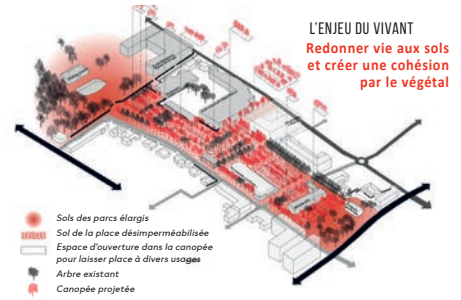 L'ENJEU DU VIVANT
Redonner vie aux sols
et créer une cohésion
par le végétal
Sols des parcs élargis
Sol de la place désimperméabilisée
Espace d'ouverture dans la canopée
pour laisser place à divers usages
Arbre existant
Canopée projetée